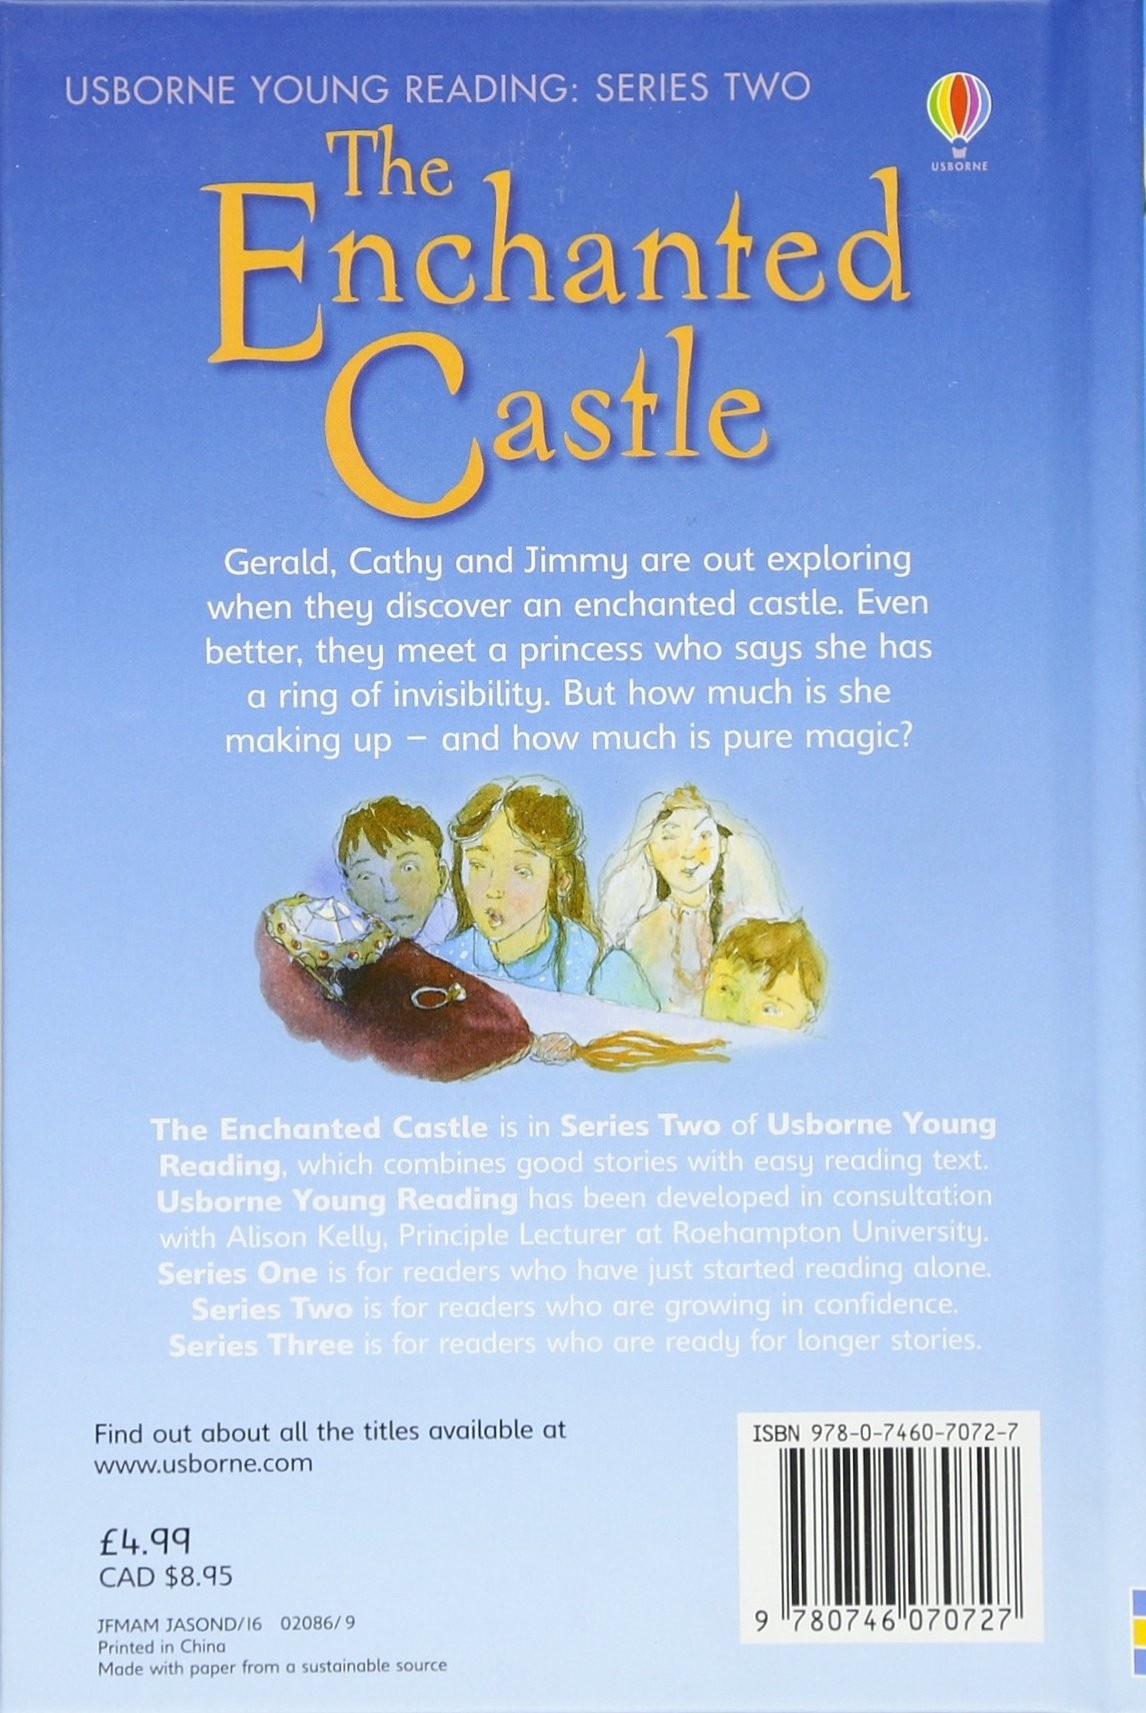 USBORNE YOUNG READING: SERIES TWO
USBORNE
The
Enchanted
Castle
Gerald, Cathy and Jimmy are out exploring
when they discover an enchanted castle. Even
better, they meet a princess who says she has
a ring of invisibility. But how much is she
making up – and how much is pure magic?
The Enchanted Castle is in Series Two of Usborne Young
Reading, which combines good stories with easy reading text.
Usborne Young Reading has been developed in consultation
with Alison Kelly, Principle Lecturer at Roehampton University.
Series One is for readers who have just started reading alone.
Series Two is for readers who are growing in confidence.
Series Three is for readers who are ready for longer stories.
Find out about all the titles available at
www.usborne.com
£4.99
CAD $8.95
JFMAM JASOND/16 02086/9
Printed in China
Made with paper from a sustainable source
ISBN 978-0-7460-7072-7
9 780746 070727